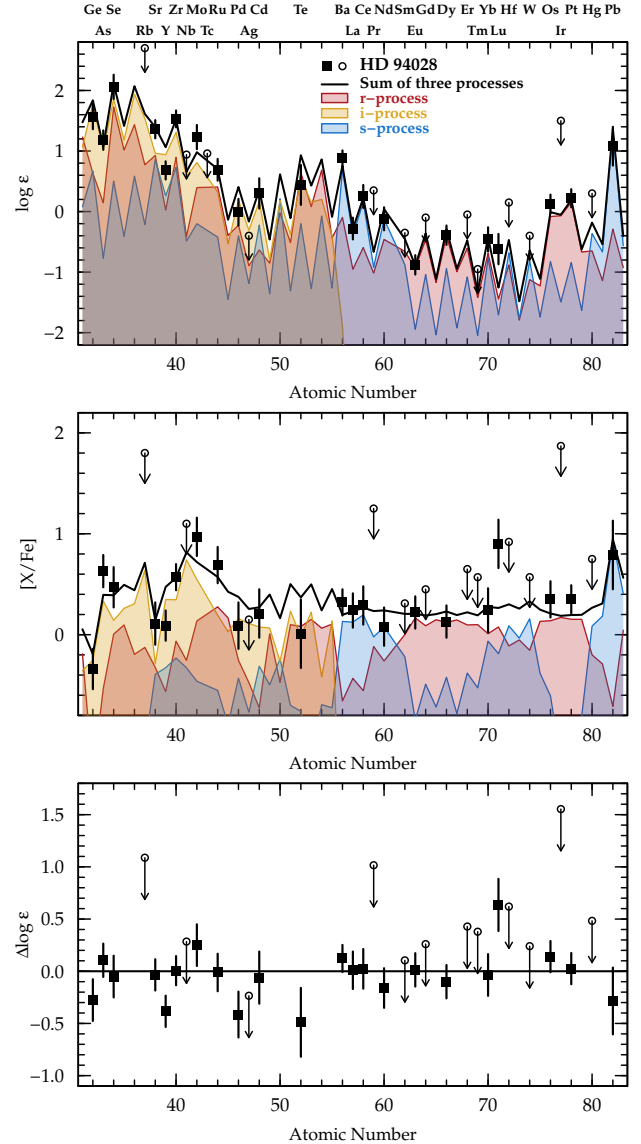 Ge Se Sr Zr Mo Ru Pd Cd Te Ba Ce Nd Sm Gd Dy Er Yb Hf W Os Pt Hg Pb
As Rb Y Nb Tc Ag La Pr Eu Tm Lu Ir
HD 94028
Sum of three processes
r−process
i−process
s−process
log ε
2
1
0
−1
−2
40 50 60 70 80
Atomic Number
[X/Fe]
2
1
0
40 50 60 70 80
Atomic Number
Δlog ε
1.5
1.0
0.5
0.0
−0.5
−1.0
40 50 60 70 80
Atomic Number